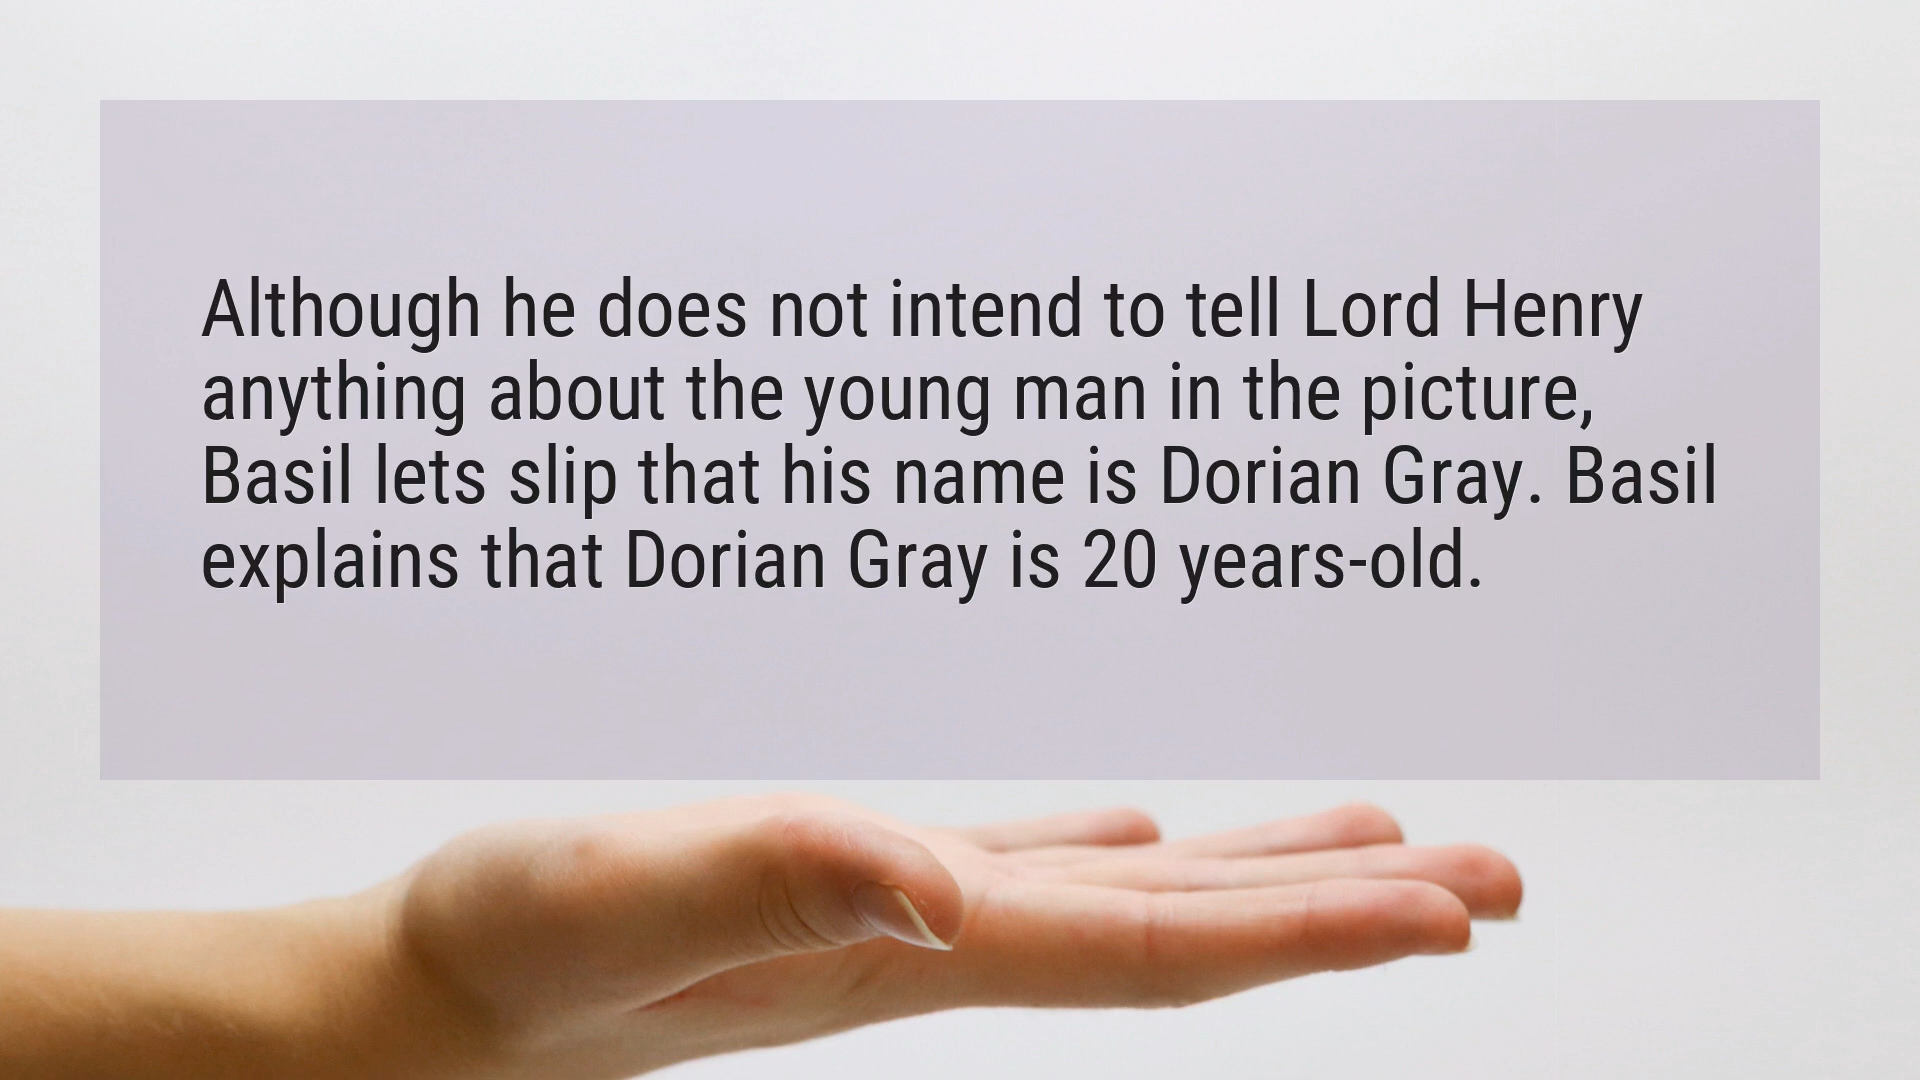 Although he does not intend to tell Lord Henry
anything about the young man in the picture,
Basil lets slip that his name is Dorian Gray. Basil
explains that Dorian Gray is 20 years-old.